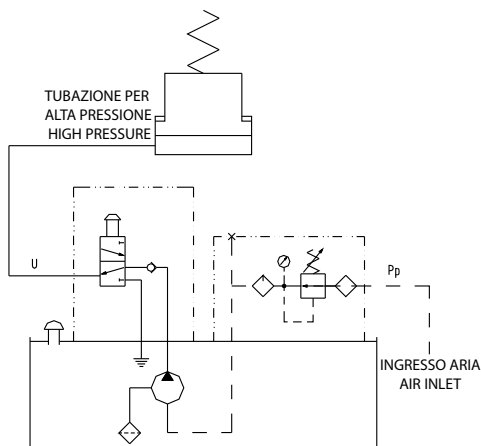 TUBAZIONE PER
ALTA PRESSIONE
HIGH PRESSURE
U
Pp
INGRESSO ARIA
AIR INLET